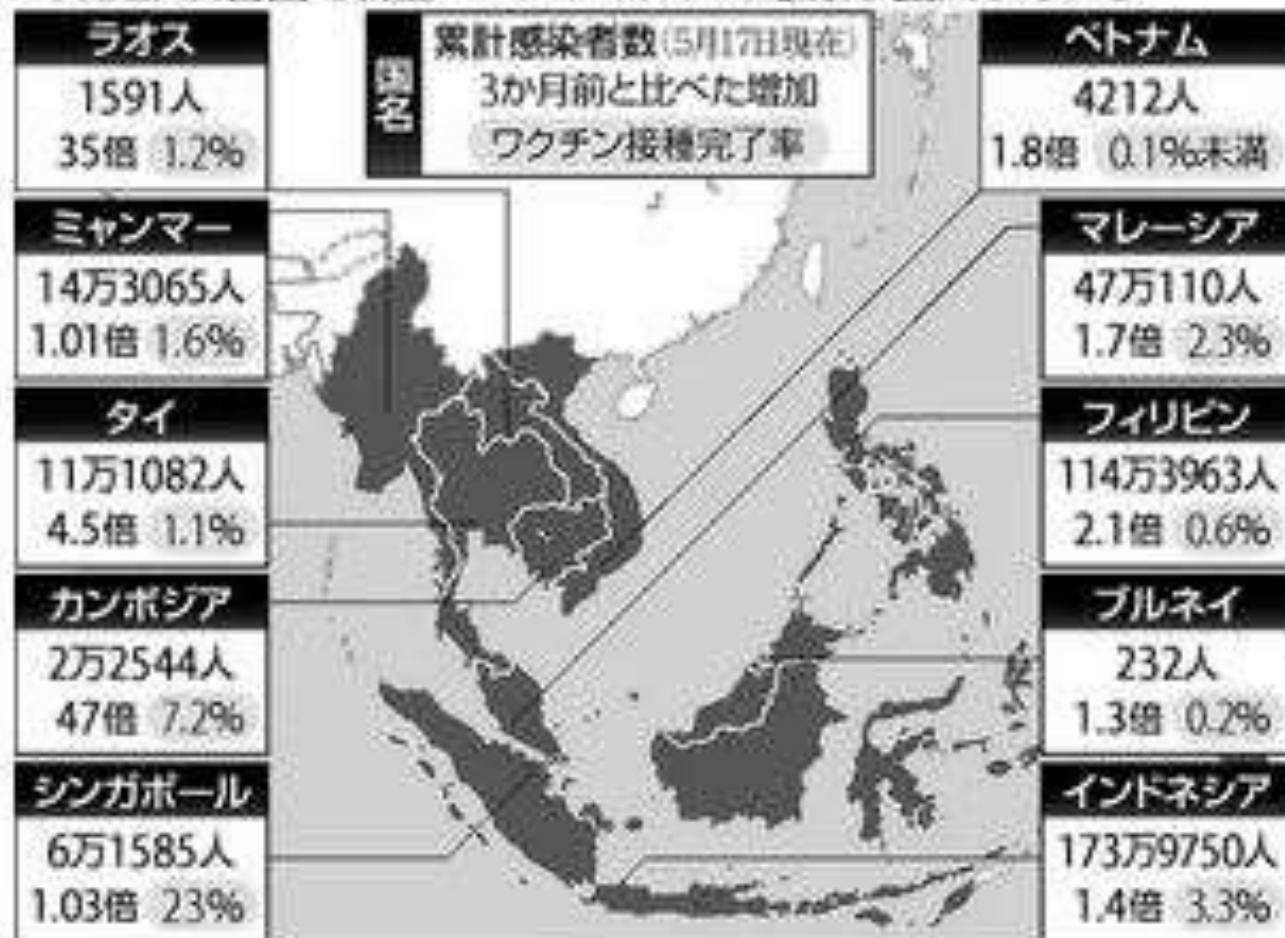 国名
累計感染者数(5月17日現在)
3か月前と比べた増加
ワクチン接種完了率
ラオス
1591人
35倍 1.2%
ミャンマー
14万3065人
1.01倍 1.6%
タイ
11万1082人
4.5倍 1.1%
カンボジア
2万2544人
47倍 7.2%
シンガポール
6万1585人
1.03倍 23%
ベトナム
4212人
1.8倍 0.1%未満
マレーシア
47万110人
1.7倍 2.3%
フィリピン
114万3963人
2.1倍 0.6%
ブルネイ
232人
1.3倍 0.2%
インドネシア
173万9750人
1.4倍 3.3%